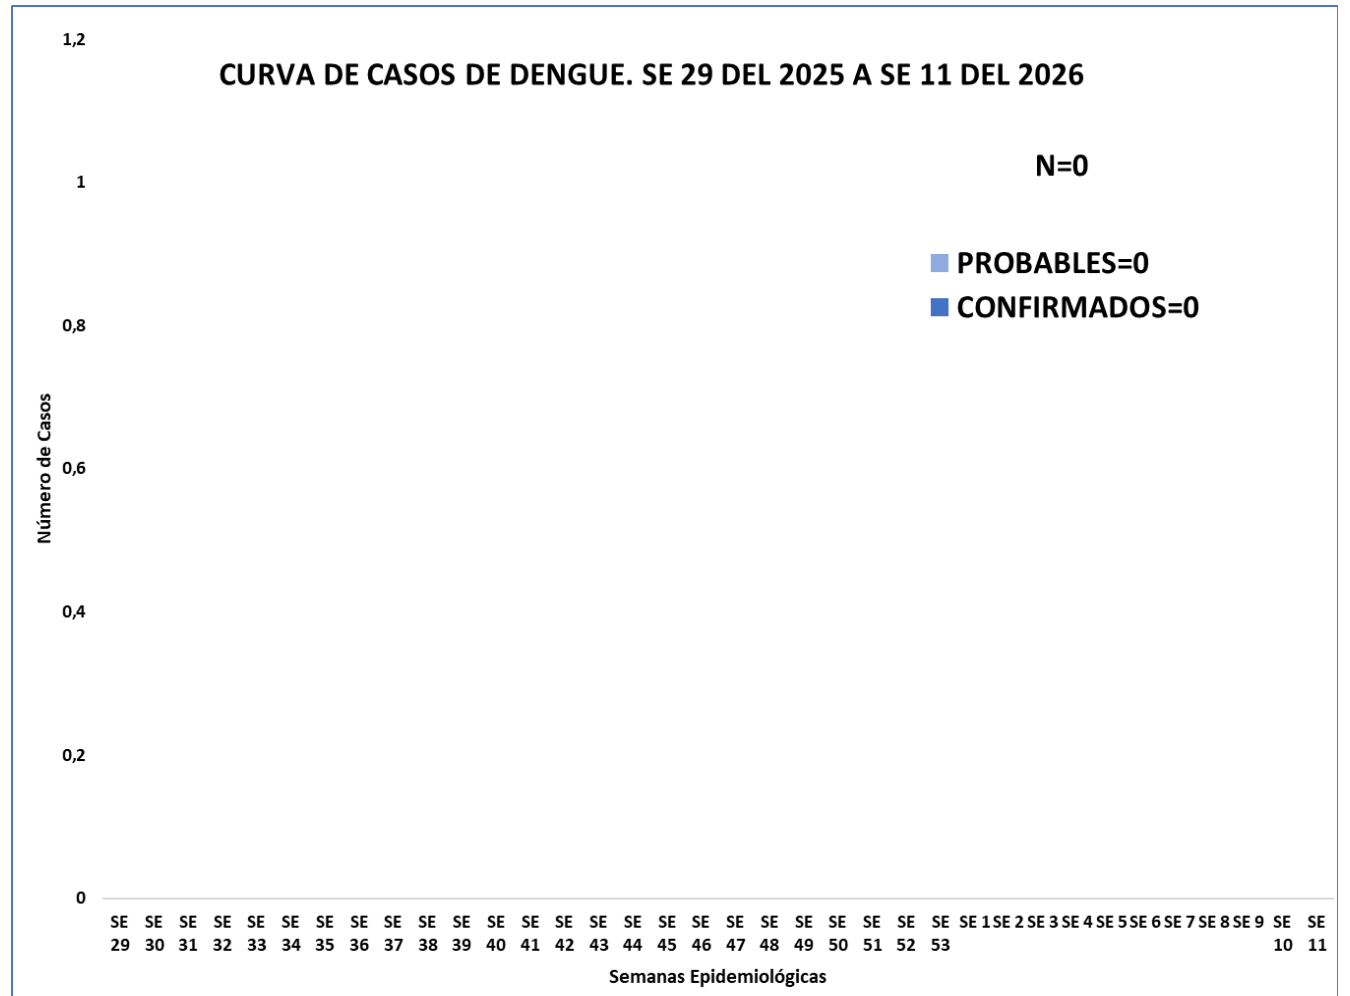 1,2
CURVA DE CASOS DE DENGUE. SE 29 DEL 2025 A SE 11 DEL 2026
N=0
1
PROBABLES=0
CONFIRMADOS=0
0,8
Número de Casos
0,6
0,4
0,2
0
SE 29 SE 30 SE 31 SE 32 SE 33 SE 34 SE 35 SE 36 SE 37 SE 38 SE 39 SE 40 SE 41 SE 42 SE 43 SE 44 SE 45 SE 46 SE 47 SE 48 SE 49 SE 50 SE 51 SE 52 SE 53 SE 1 SE 2 SE 3 SE 4 SE 5 SE 6 SE 7 SE 8 SE 9 SE 10 SE 11
Semanas Epidemiológicas